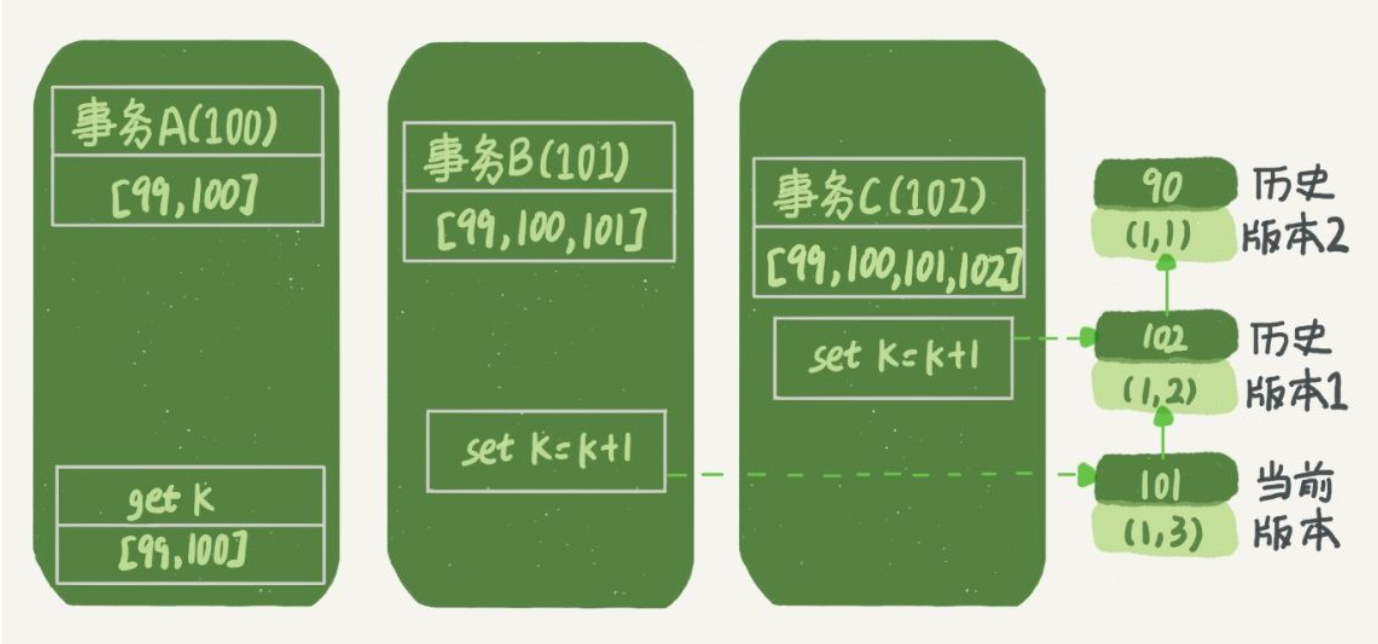 事务A(100)
[99,100]
get k
[99,100]
事务B(101)
[99,100,101]
set k=k+1
事务C(102)
[99,100,101,102]
set k=k+1
90
(1,1)
历史
版本2
102
(1,2)
历史
版本1
101
(1,3)
当前
版本